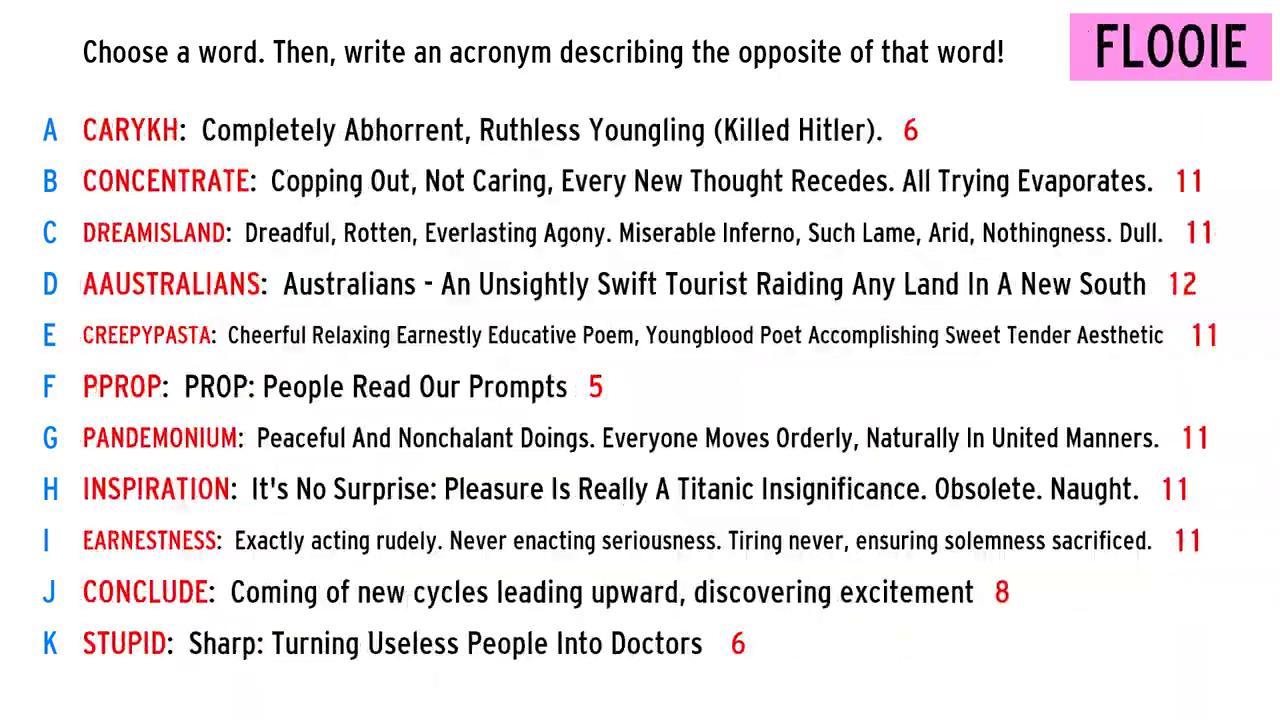 Choose a word. Then, write an acronym describing the opposite of that word!
FLOOIE
A CARYKH: Completely Abhorrent, Ruthless Youngling (Killed Hitler). 6
B CONCENTRATE: Copping Out, Not Caring, Every New Thought Recedes. All Trying Evaporates. 11
C DREAMISLAND: Dreadful, Rotten, Everlasting Agony. Miserable Inferno, Such Lame, Arid, Nothingness. Dull. 11
D AAUSTRALIANS: Australians - An Unsightly Swift Tourist Raiding Any Land In A New South 12
E CREEPYPASTA: Cheerful Relaxing Earnestly Educative Poem, Youngblood Poet Accomplishing Sweet Tender Aesthetic 11
F PPROP: PROP: People Read Our Prompts 5
G PANDEMONIUM: Peaceful And Nonchalant Doings. Everyone Moves Orderly, Naturally In United Manners. 11
H INSPIRATION: It's No Surprise: Pleasure Is Really A Titanic Insignificance. Obsolete. Naught. 11
I EARNESTNESS: Exactly acting rudely. Never enacting seriousness. Tiring never, ensuring solemness sacrificed. 11
J CONCLUDE: Coming of new cycles leading upward, discovering excitement 8
K STUPID: Sharp: Turning Useless People Into Doctors 6